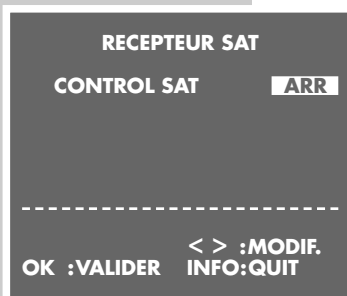 RECEPTEUR SAT
CONTROL SAT ARR
< > :MODIF.
OK :VALIDER INFO:QUIT